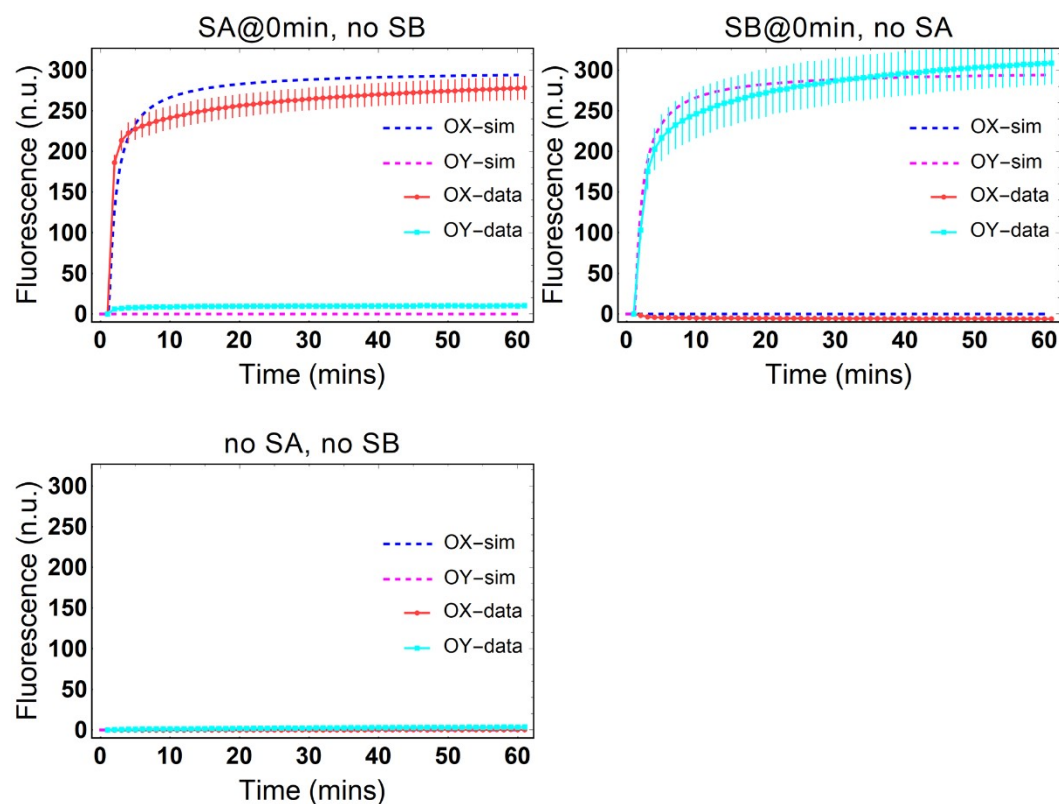 SA@0min, no SB
Fluorescence (n.u.)
300
250
200
150
100
50
0
OX–sim
OY–sim
OX–data
OY–data
0 10 20 30 40 50 60
Time (mins)
SB@0min, no SA
Fluorescence (n.u.)
300
250
200
150
100
50
0
OX–sim
OY–sim
OX–data
OY–data
0 10 20 30 40 50 60
Time (mins)
no SA, no SB
Fluorescence (n.u.)
300
250
200
150
100
50
0
OX–sim
OY–sim
OX–data
OY–data
0 10 20 30 40 50 60
Time (mins)